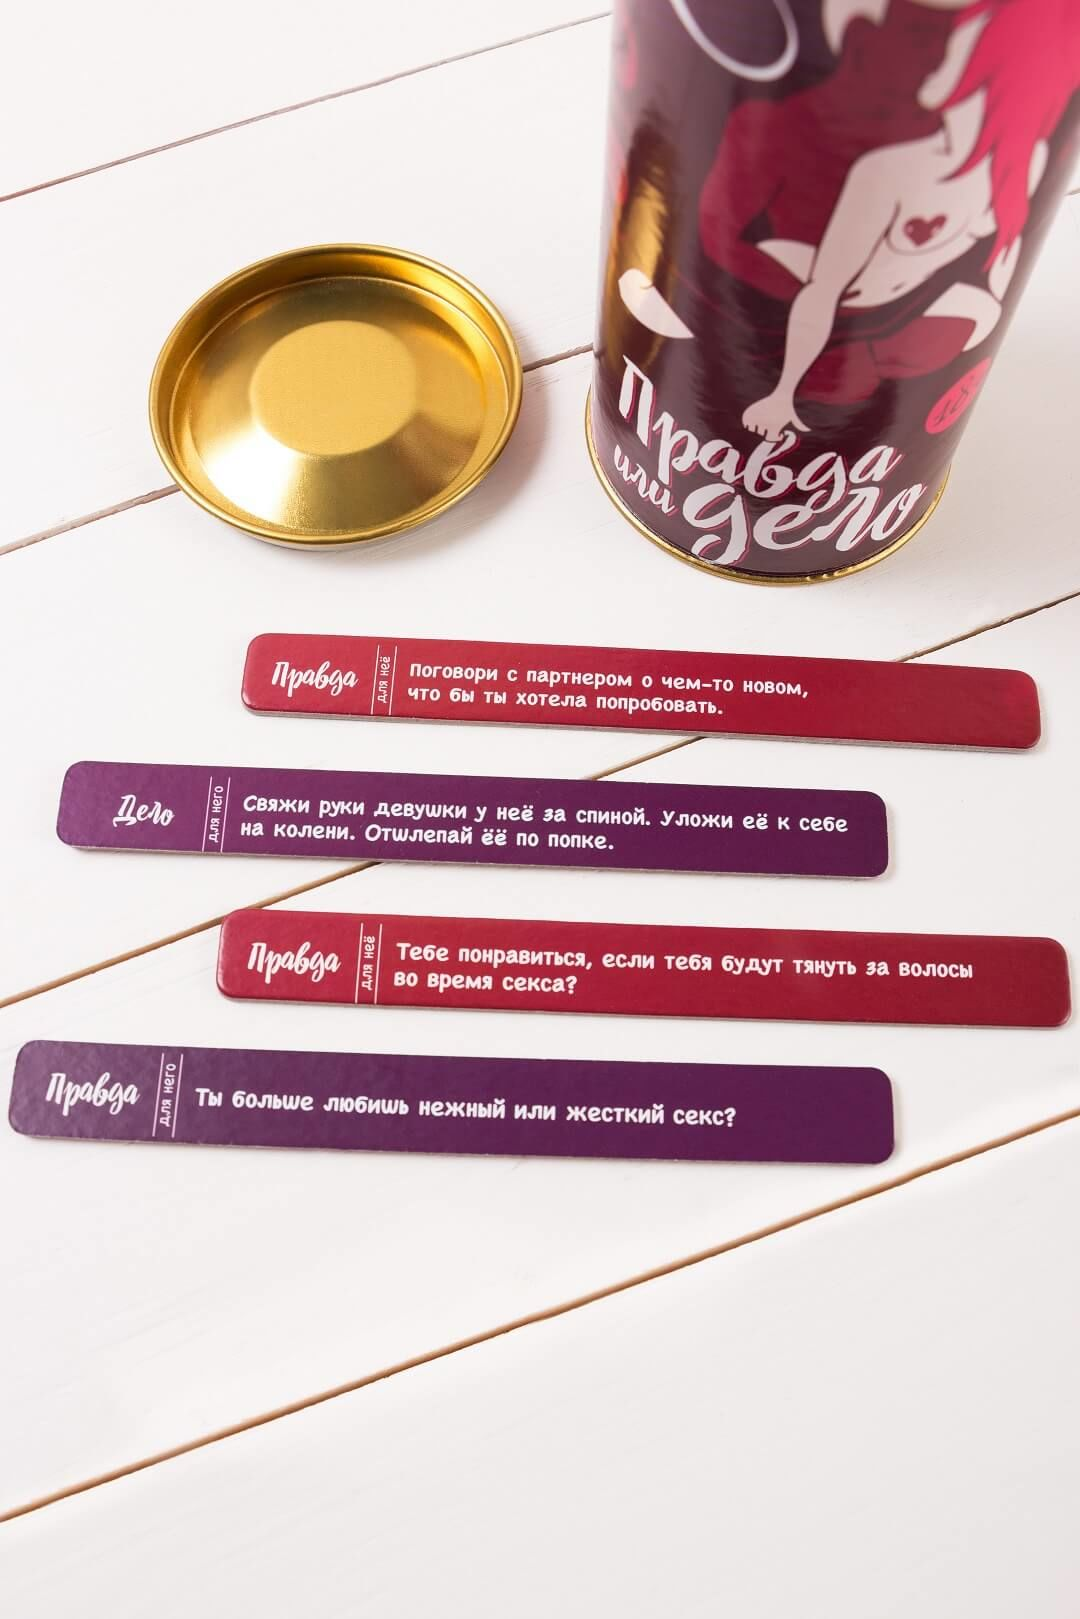 Правда
или дело
18
Правда
для неё
Поговори с партнером о чем-то новом,
что бы ты хотела попробовать.
Дело
для него
Свяжи руки девушки у неё за спиной. Уложи её к себе
на колени. Отшлепай ёё по попке.
Правда
для неё
Тебе понравиться, если тебя будут тянуть за волосы
во время секса?
Правда
для него
Ты больше любишь нежный или жесткий секс?